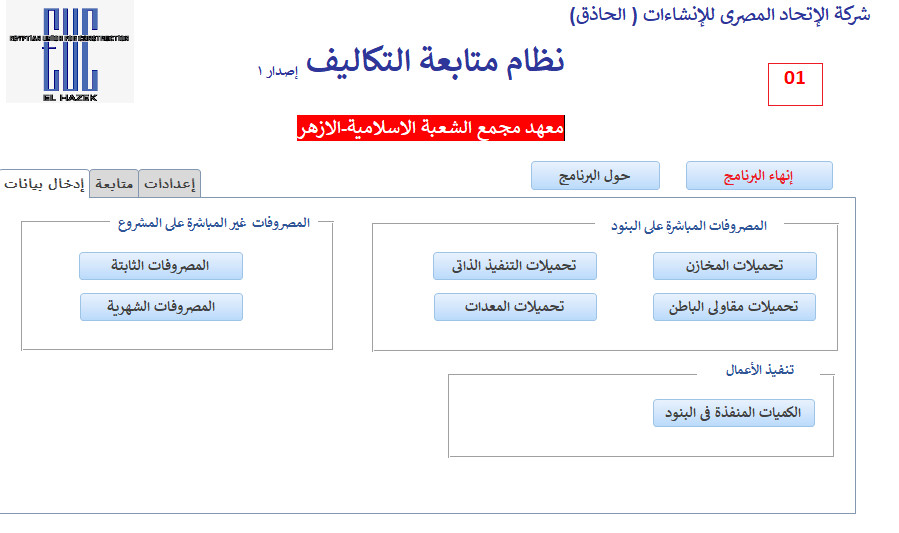 شركة الإتحاد المصرى للإنشاءات ( الحاذق)
EUC
EGYPTIAN UNION FOR CONSTRUCTION
EL HAZEK
نظام متابعة التكاليف إصدار ١
01
معهد مجمع الشعبة الاسلامية-الازهر
إنهاء البرنامج
حول البرنامج
إعدادات
متابعة
إدخال بيانات
المصروفات المباشرة على البنود
تحميلات المخازن
تحميلات التنفيذ الذاتى
تحميلات مقاولى الباطن
تحميلات المعدات
المصروفات غير المباشرة على المشروع
المصروفات الثابتة
المصروفات الشهرية
تنفيذ الأعمال
الكميات المنفذة فى البنود